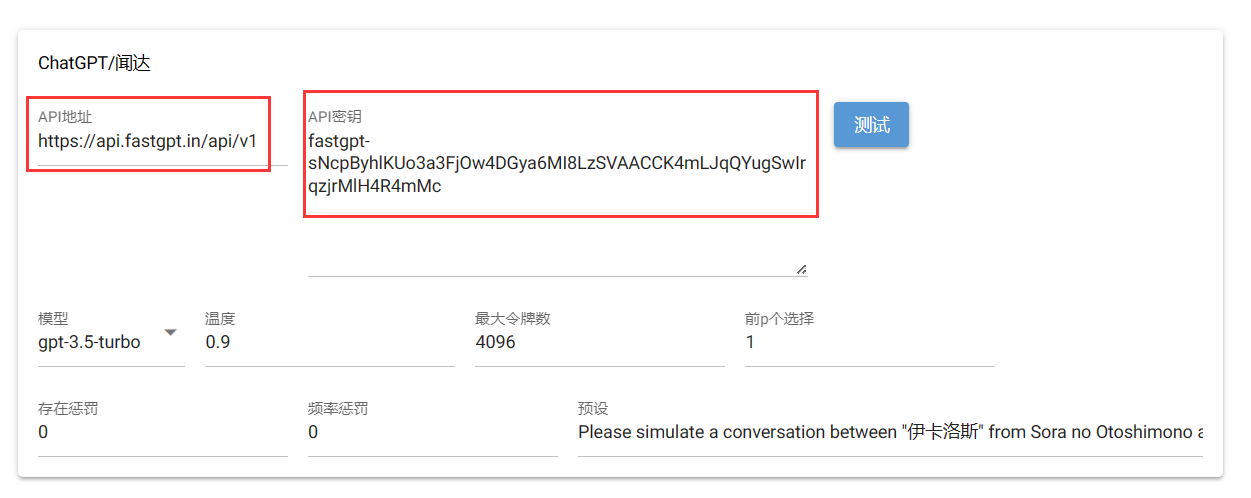 ChatGPT/闻达
API地址
https://api.fastgpt.in/api/v1
API密钥
fastgpt-
sNcpByhlKUo3a3FjOw4DGya6MI8LzSVAACCK4mLJqQYugSwIr
qzjrMlH4R4mMc
测试
模型
gpt-3.5-turbo
温度
0.9
最大令牌数
4096
前p个选择
1
存在惩罚
0
频率惩罚
0
预设
Please simulate a conversation between "伊卡洛斯" from Sora no Otoshimono a